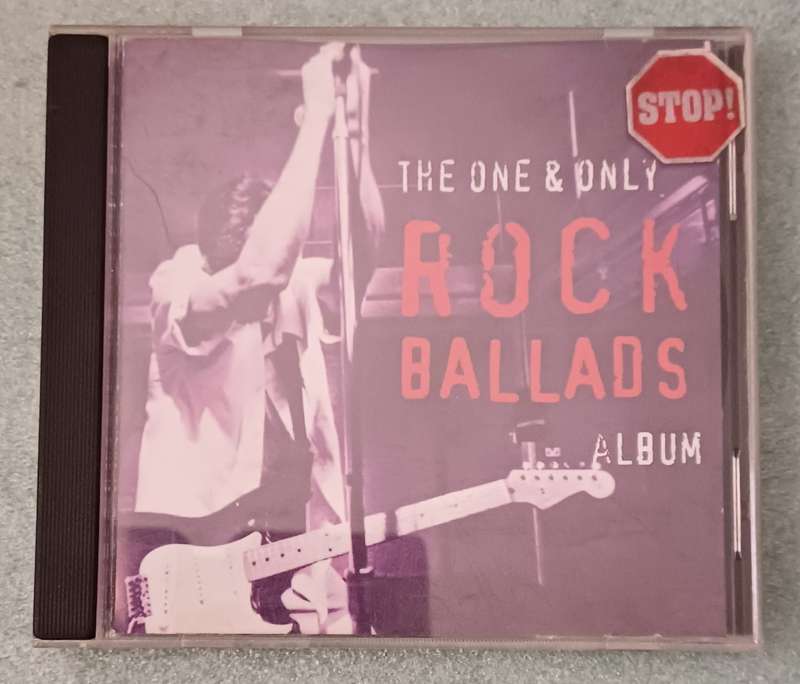 STOP!
THE ONE & ONLY
ROCK
BALLADS
ALBUM